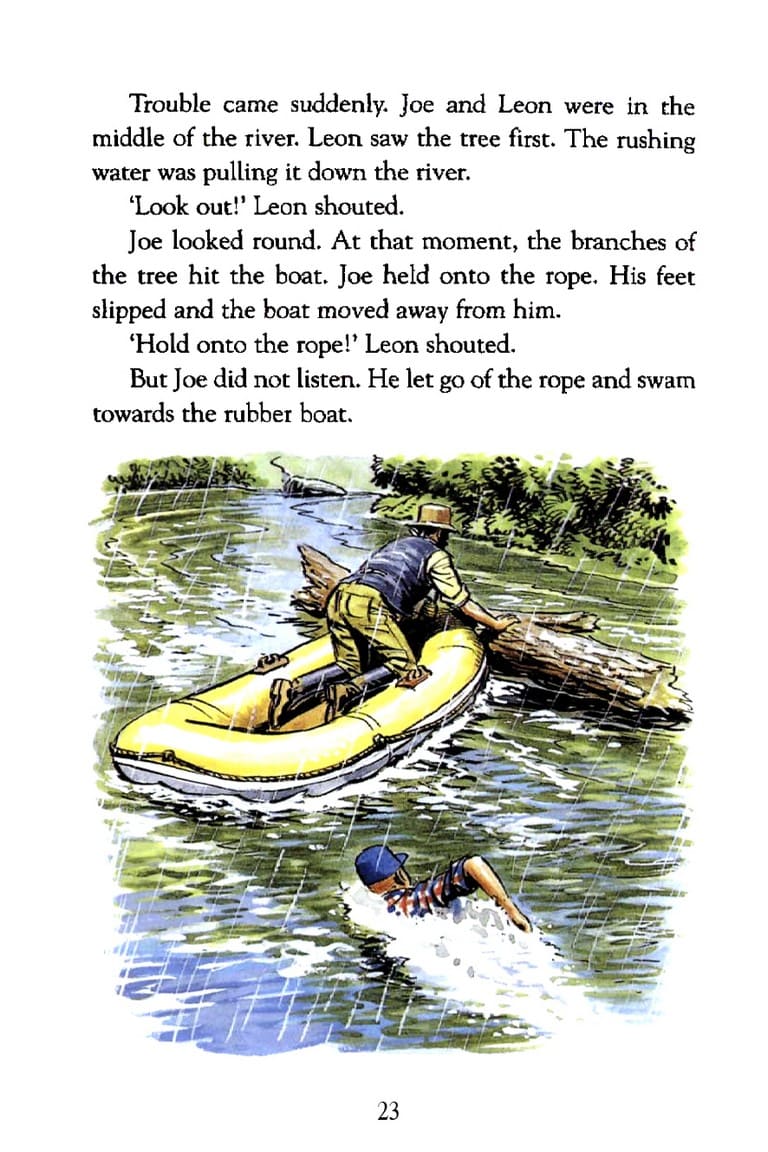 Trouble came suddenly. Joe and Leon were in the
middle of the river. Leon saw the tree first. The rushing
water was pulling it down the river.
‘Look out!’ Leon shouted.
Joe looked round. At that moment, the branches of
the tree hit the boat. Joe held onto the rope. His feet
slipped and the boat moved away from him.
‘Hold onto the rope!’ Leon shouted.
But Joe did not listen. He let go of the rope and swam
towards the rubber boat.
23